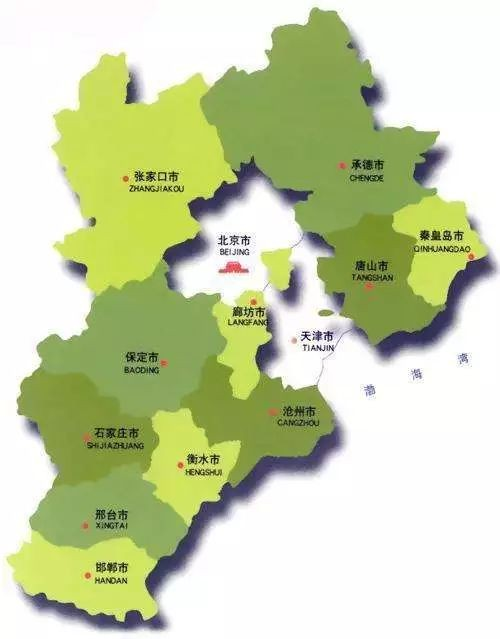 承德市
CHENGDE
张家口市
ZHANGJIAKOU
秦皇岛市
QINHUANGDAO
北京市
BEIJING
唐山市
TANGSHAN
廊坊市
LANGFANG
天津市
TIANJIN
渤海湾
保定市
BAODING
沧州市
CANGZHOU
石家庄市
SHIJIAZHUANG
衡水市
HENGSHUI
邢台市
XINGTAI
邯郸市
HANDAN